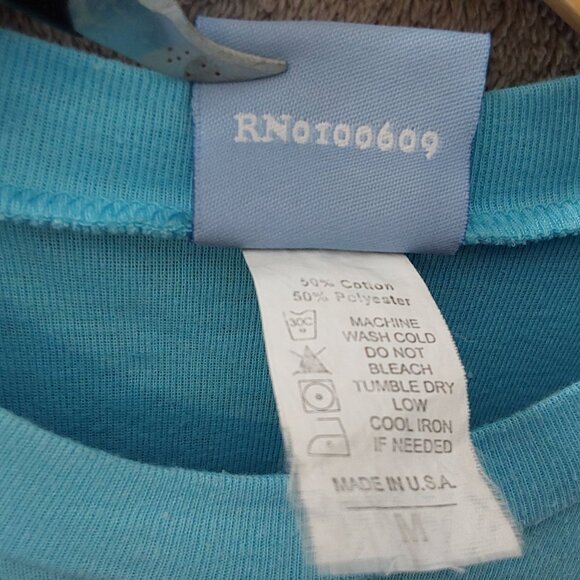 RN0100609
50% Cotton
50% Polyester
30C
MACHINE
WASH COLD
DO NOT
BLEACH
TUMBLE DRY
LOW
COOL IRON
IF NEEDED
MADE IN U.S.A.
M